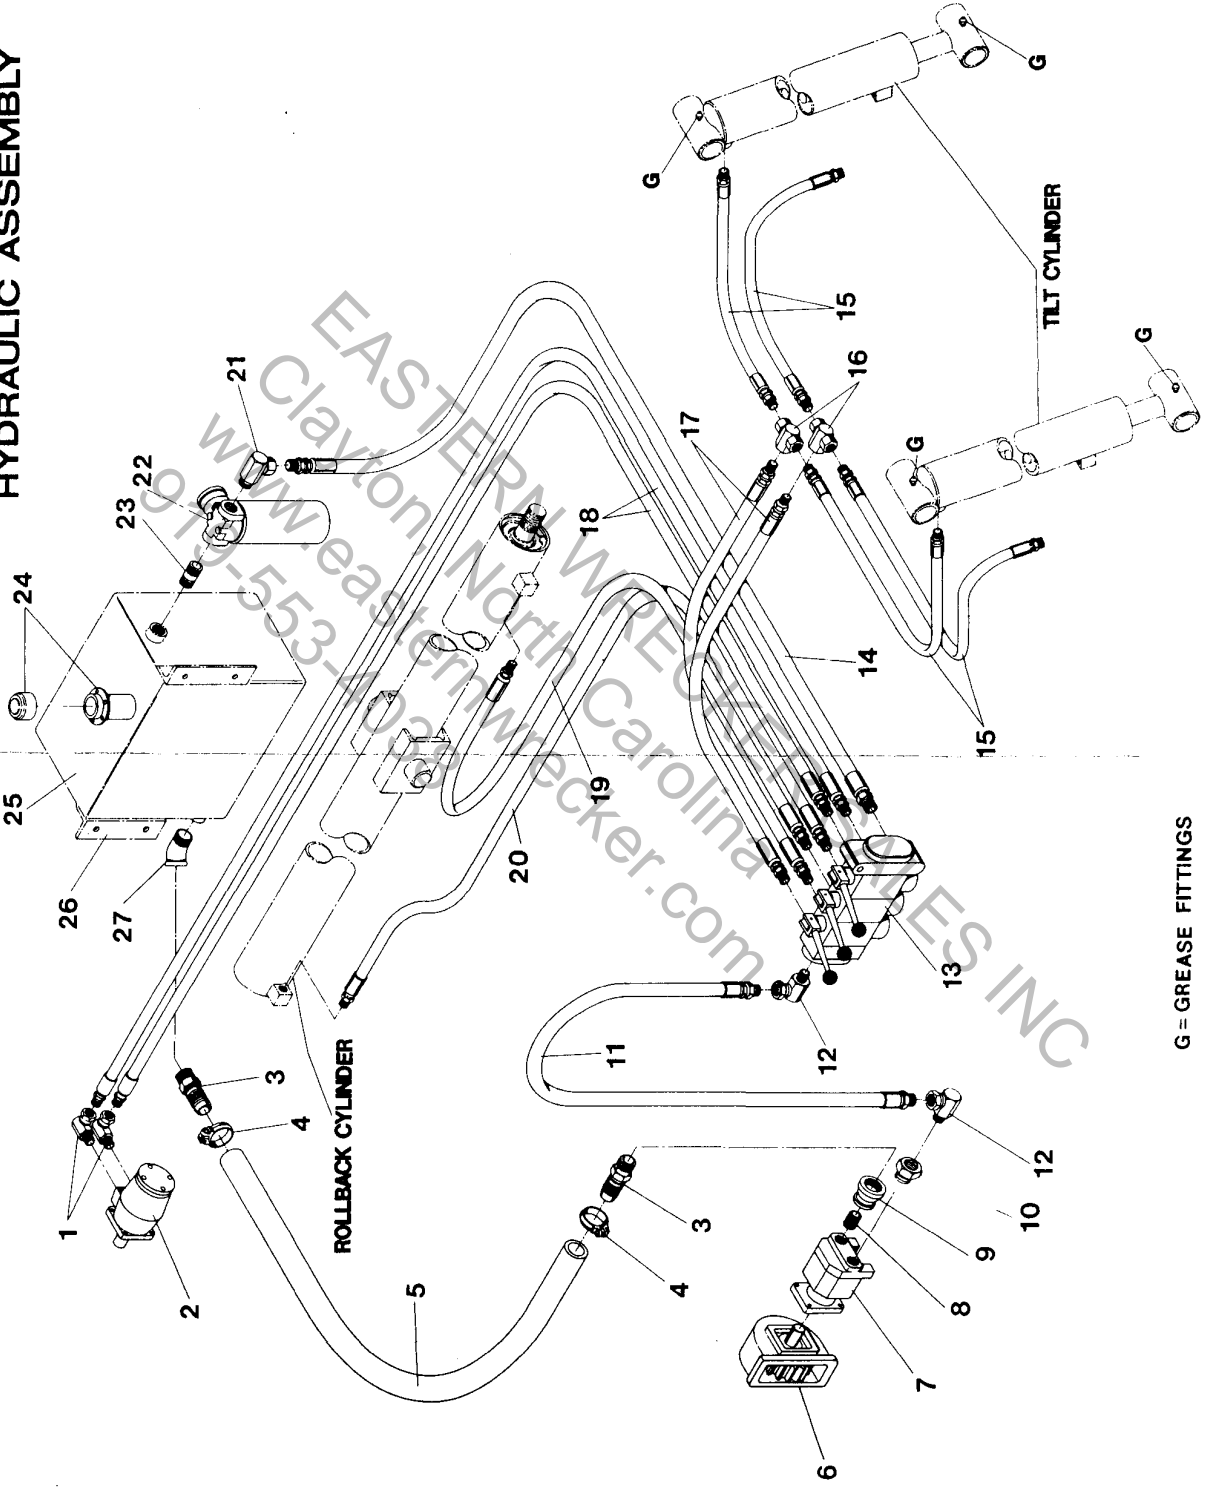 HYDRAULIC ASSEMBLY
24
25
26
27
23
22
21
1
2
3
4
5
ROLLBACK CYLINDER
20
19
18
17
16
15
14
15
G
G
G
G
TILT CYLINDER
13
12
11
12
10
9
8
7
6
3
4
G = GREASE FITTINGS
EASTERN WRECKER SALES INC
Clayton, North Carolina
www.easternwrecker.com
919-553-4038